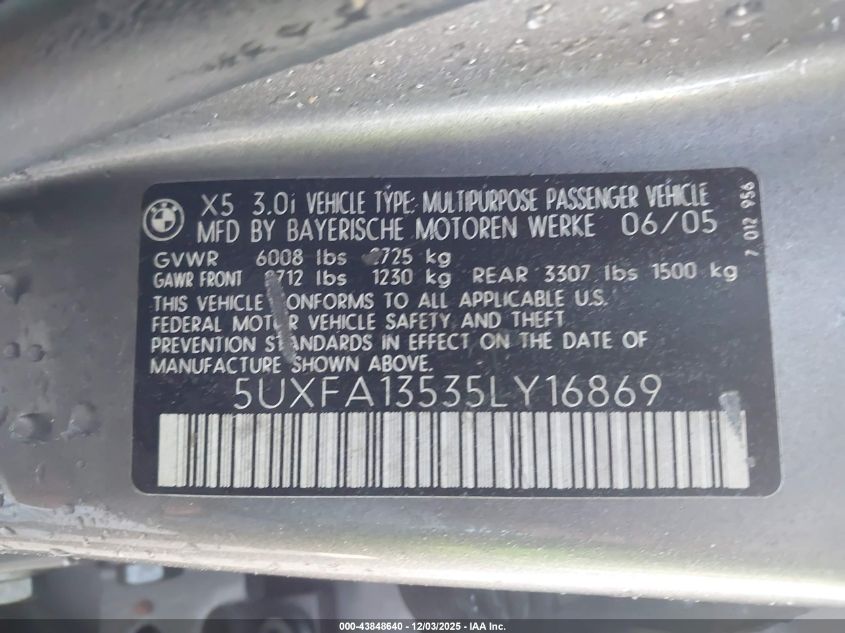 X5 3.0i VEHICLE TYPE: MULTIPURPOSE PASSENGER VEHICLE
MFD BY BAYERISCHE MOTOREN WERKE 06/05
GVWR 6008 lbs 2725 kg
GAWR FRONT 2712 lbs 1230 kg REAR 3307 lbs 1500 kg
THIS VEHICLE CONFORMS TO ALL APPLICABLE U.S.
FEDERAL MOTOR VEHICLE SAFETY AND THEFT
PREVENTION STANDARDS IN EFFECT ON THE DATE OF
MANUFACTURE SHOWN ABOVE.
5UXFA13535LY16869
7 012 956
000-43848640 - 12/03/2025 - IAA Inc.